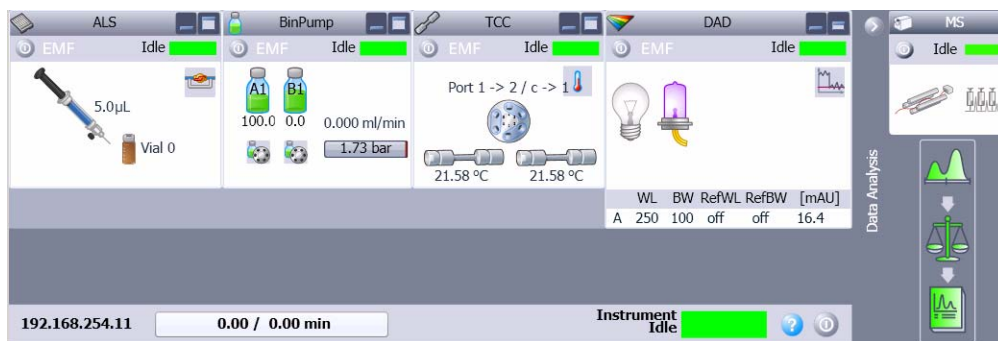 ALS
EMF Idle
5.0µL
Vial 0
BinPump
EMF Idle
A1 B1
100.0 0.0 0.000 ml/min
1.73 bar
TCC
EMF Idle
Port 1 -> 2 / c -> 1
21.58 °C 21.58 °C
DAD
EMF Idle
WL BW RefWL RefBW [mAU]
A 250 100 off off 16.4
Data Analysis
MS
Idle
192.168.254.11
0.00 / 0.00 min
Instrument
Idle
?